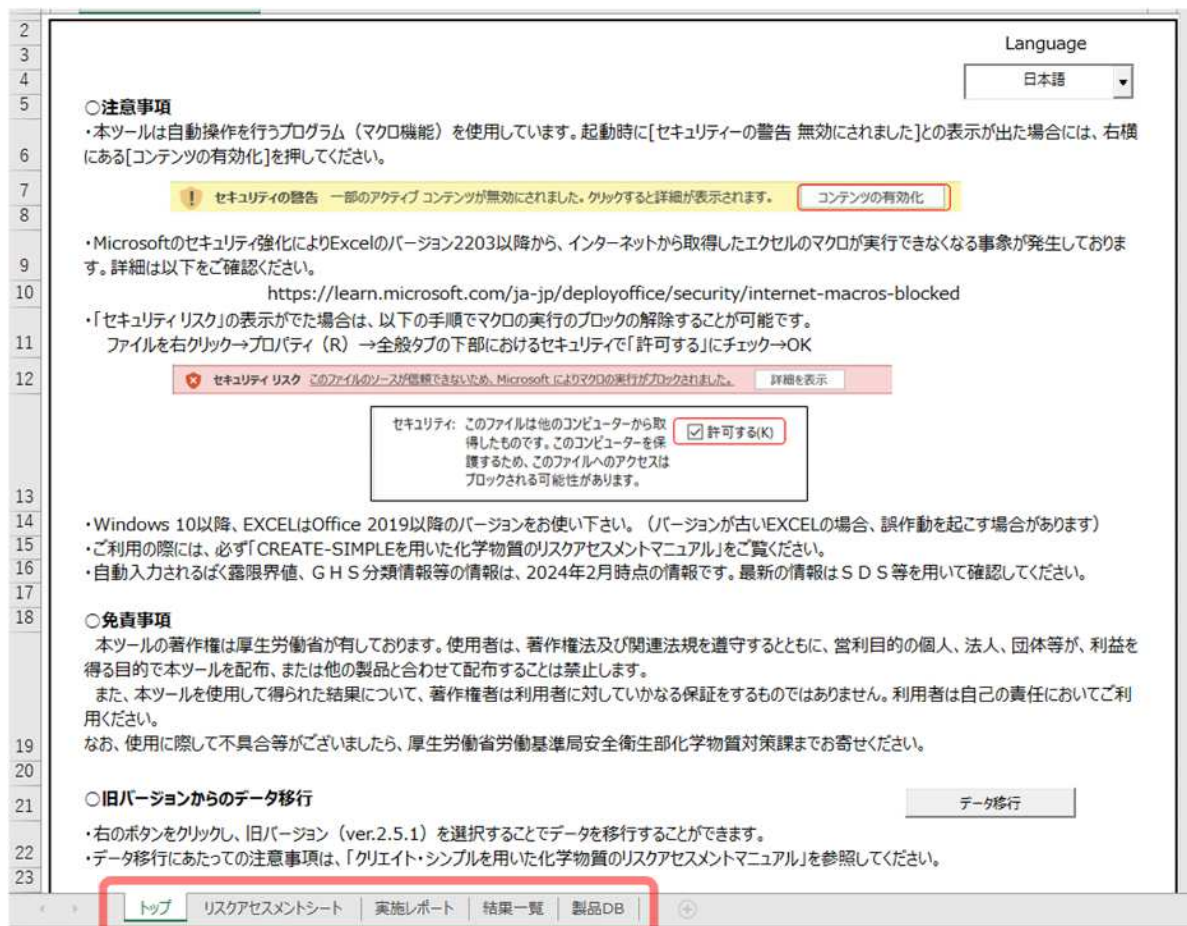 2
3
4
5
6
7
8
9
10
11
12
13
14
15
16
17
18
19
20
21
22
23
Language
日本語
○注意事項
・本ツールは自動操作を行うプログラム（マクロ機能）を使用しています。起動時に[セキュリティーの警告 無効にされました]との表示が出た場合には、右横
にある[コンテンツの有効化]を押してください。
セキュリティの警告 一部のアクティブ コンテンツが無効にされました。クリックすると詳細が表示されます。 コンテンツの有効化
・Microsoftのセキュリティ強化によりExcelのバージョン2203以降から、インターネットから取得したエクセルのマクロが実行できなくなる事象が発生しておりま
す。詳細は以下をご確認ください。
https://learn.microsoft.com/ja-jp/deployoffice/security/internet-macros-blocked
・「セキュリティ リスク」の表示がでた場合は、以下の手順でマクロの実行のブロックの解除することが可能です。
ファイルを右クリック→プロパティ（R）→全般タブの下部におけるセキュリティで「許可する」にチェック→OK
セキュリティ リスク このファイルのソースが信頼できないため、Microsoft によりマクロの実行がブロックされました。 詳細を表示
セキュリティ: このファイルは他のコンピューターから取
得したものです。このコンピューターを保
護するため、このファイルへのアクセスは
ブロックされる可能性があります。
許可する(K)
・Windows 10以降、EXCELはOffice 2019以降のバージョンをお使い下さい。（バージョンが古いEXCELの場合、誤作動を起こす場合があります）
・ご利用の際には、必ず「CREATE-SIMPLEを用いた化学物質のリスクアセスメントマニュアル」をご覧ください。
・自動入力されるばく露限界値、ＧＨＳ分類情報等の情報は、2024年2月時点の情報です。最新の情報はＳＤＳ等を用いて確認してください。
○免責事項
本ツールの著作権は厚生労働省が有しております。使用者は、著作権法及び関連法規を遵守するとともに、営利目的の個人、法人、団体等が、利益を
得る目的で本ツールを配布、または他の製品と合わせて配布することは禁止します。
また、本ツールを使用して得られた結果について、著作権者は利用者に対していかなる保証をするものではありません。利用者は自己の責任においてご利
用ください。
なお、使用に際して不具合等がございましたら、厚生労働省労働基準局安全衛生部化学物質対策課までお寄せください。
○旧バージョンからのデータ移行
データ移行
・右のボタンをクリックし、旧バージョン（ver.2.5.1）を選択することでデータを移行することができます。
・データ移行にあたっての注意事項は、「クリエイト・シンプルを用いた化学物質のリスクアセスメントマニュアル」を参照してください。
トップ リスクアセスメントシート 実施レポート 結果一覧 製品DB